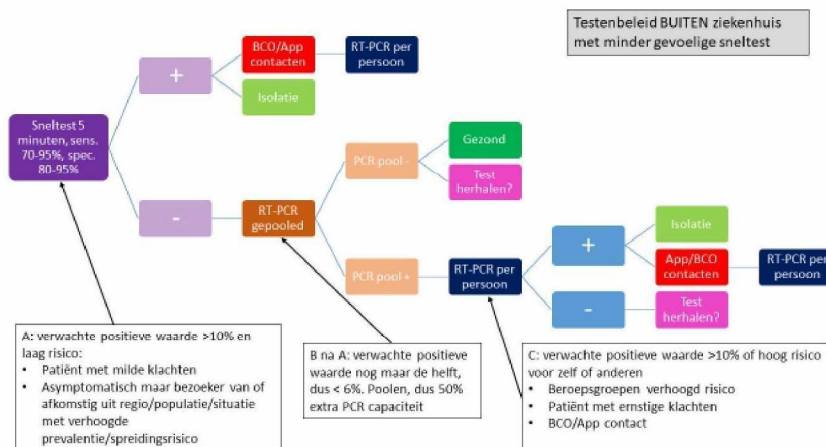 Testenbeleid BUITEN ziekenhuis
met minder gevoelige sneltest
BCO/App
contacten
RT-PCR per
persoon
+
Isolatie
Sneltest 5
minuten, sens.
70-95%, spec.
80-95%
Gezond
PCR pool -
Test
herhalen?
-
RT-PCR
gepooled
Isolatie
+
PCR pool +
RT-PCR per
persoon
App/BCO
contacten
RT-PCR per
persoon
-
Test
herhalen?
A: verwachte positieve waarde >10% en
laag risico:
• Patiënt met milde klachten
• Asymptomatisch maar bezoeker van of
afkomstig uit regio/populatie/situatie
met verhoogde
prevalentie/spreidingsrisico
B na A: verwachte positieve
waarde nog maar de helft,
dus < 6%. Poolen, dus 50%
extra PCR capaciteit
C: verwachte positieve waarde >10% of hoog risico
voor zelf of anderen
• Beroepsgroepen verhoogd risico
• Patiënt met ernstige klachten
• BCO/App contact